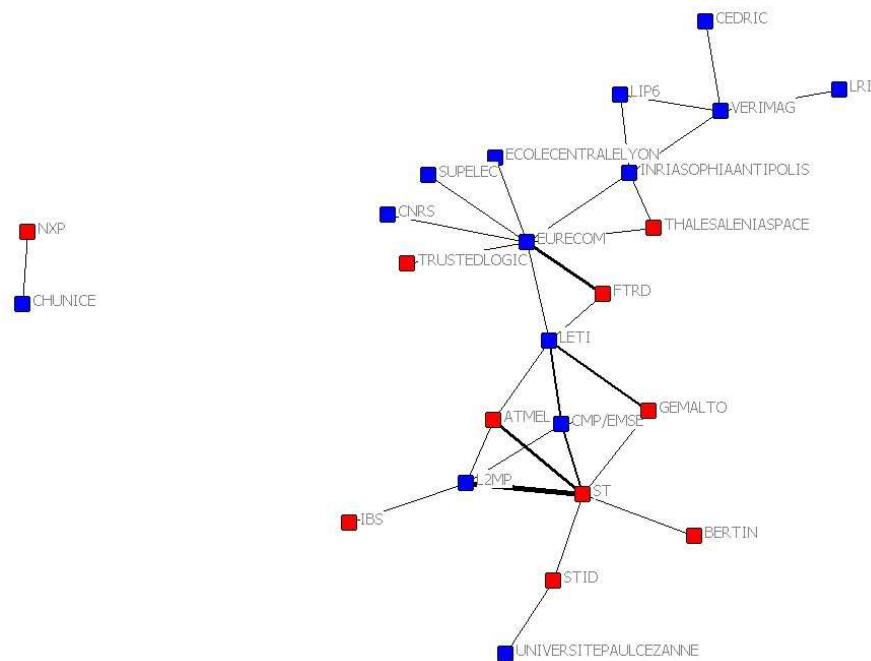 CEDRIC
LIP6
LRI
VERIMAG
ECOLECENTRALELYON
SUPELEC
INRIASOPHIAANTIPOLIS
CNRS
NXP
THALESALENIASPACE
EURECOM
TRUSTEDLOGIC
FTRD
CHUNICE
LETI
GEMALTO
ATMEL
CMP/EMSE
L2MP
ST
IBS
BERTIN
STID
UNIVERSITEPAULCEZANNE